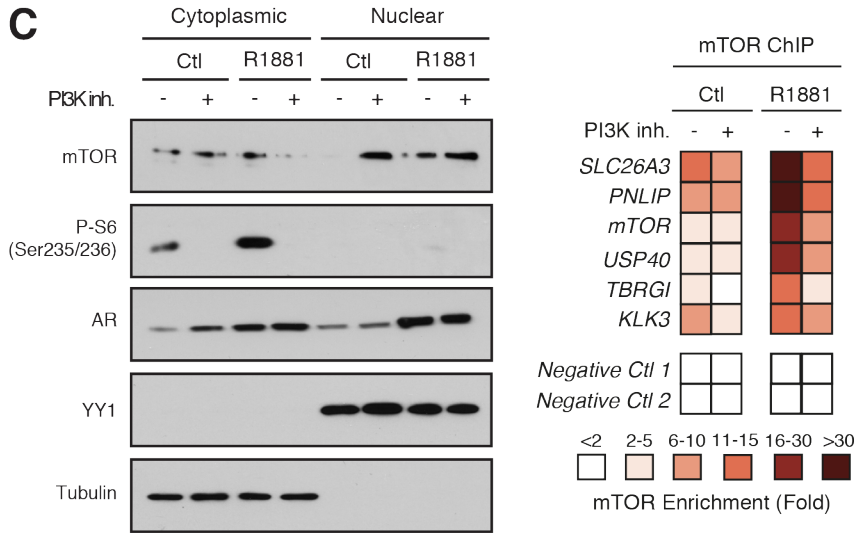 C
Cytoplasmic Nuclear
Ctl R1881 Ctl R1881
PI3K inh. - + - + - + - +
mTOR
P-S6
(Ser235/236)
AR
YY1
Tubulin
mTOR ChIP
Ctl R1881
PI3K inh. - + - +
SLC26A3
PNLIP
mTOR
USP40
TBRGI
KLK3
Negative Ctl 1
Negative Ctl 2
<2 2-5 6-10 11-15 16-30 >30
mTOR Enrichment (Fold)